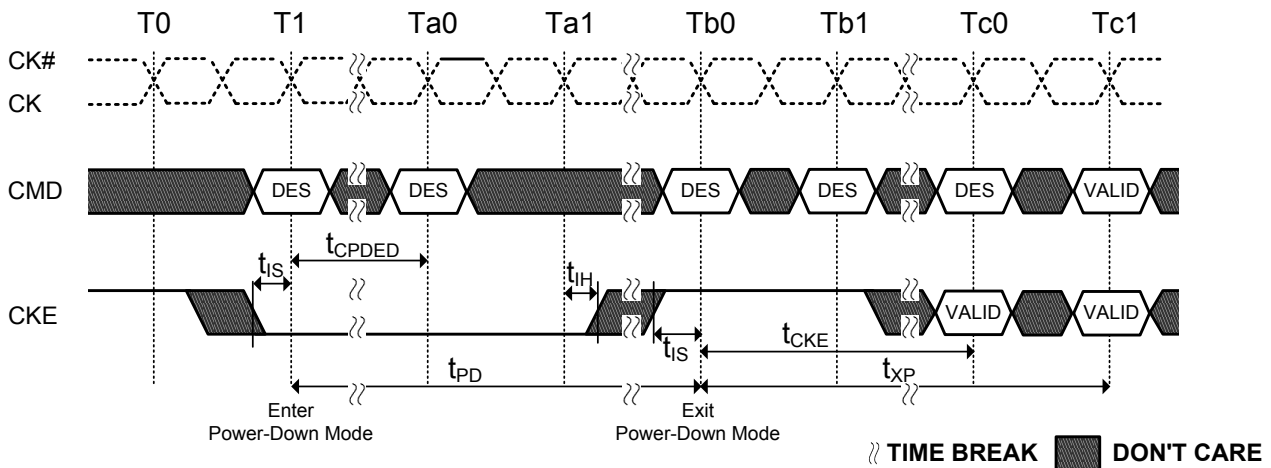 T0 T1 Ta0 Ta1 Tb0 Tb1 Tc0 Tc1
CK#
CK
CMD DES DES DES DES DES VALID
tIS tCPDED tIH
CKE VALID VALID
tIS tCKE
tPD tXP
Enter Power-Down Mode
Exit Power-Down Mode
TIME BREAK DON'T CARE